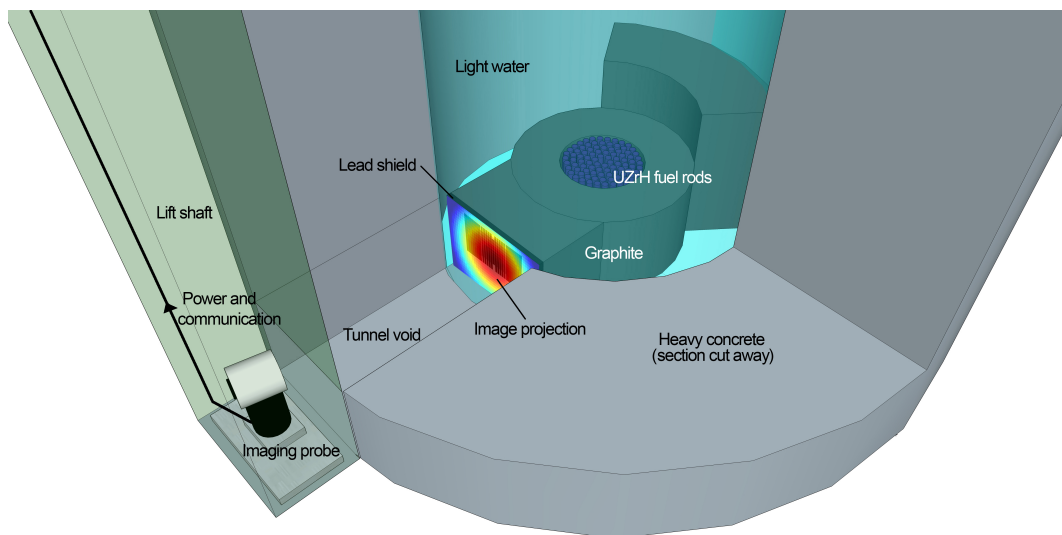 Light water
Lead shield
UZrH fuel rods
Lift shaft
Graphite
Power and
communication
Tunnel void
Image projection
Heavy concrete
(section cut away)
Imaging probe